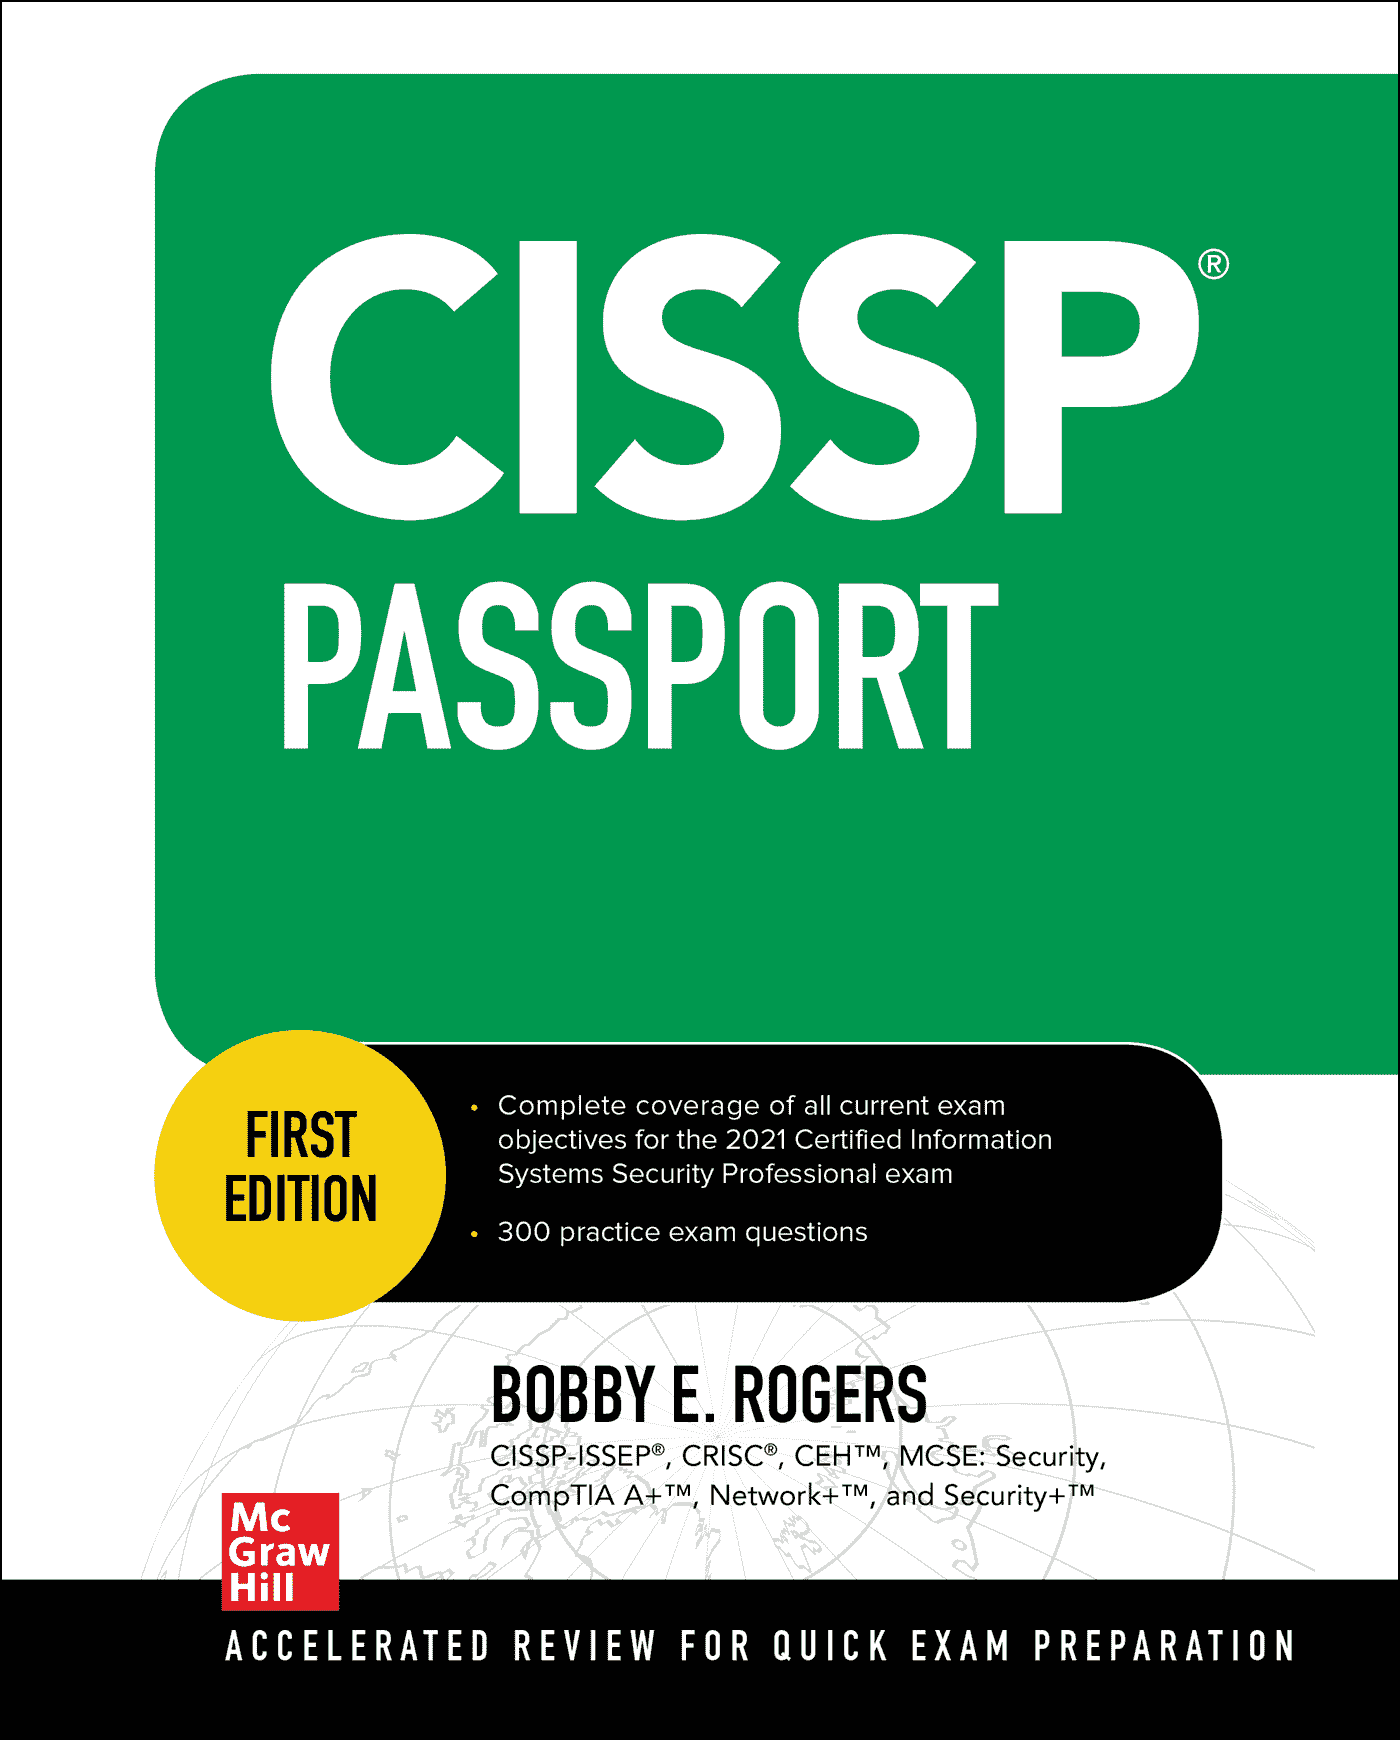 CISSP®
PASSPORT
FIRST
EDITION
• Complete coverage of all current exam
objectives for the 2021 Certified Information
Systems Security Professional exam
• 300 practice exam questions
BOBBY E. ROGERS
CISSP-ISSEP®, CRISC®, CEH™, MCSE: Security,
CompTIA A+™, Network+™, and Security+™
Mc
Graw
Hill
ACCELERATED REVIEW FOR QUICK EXAM PREPARATION